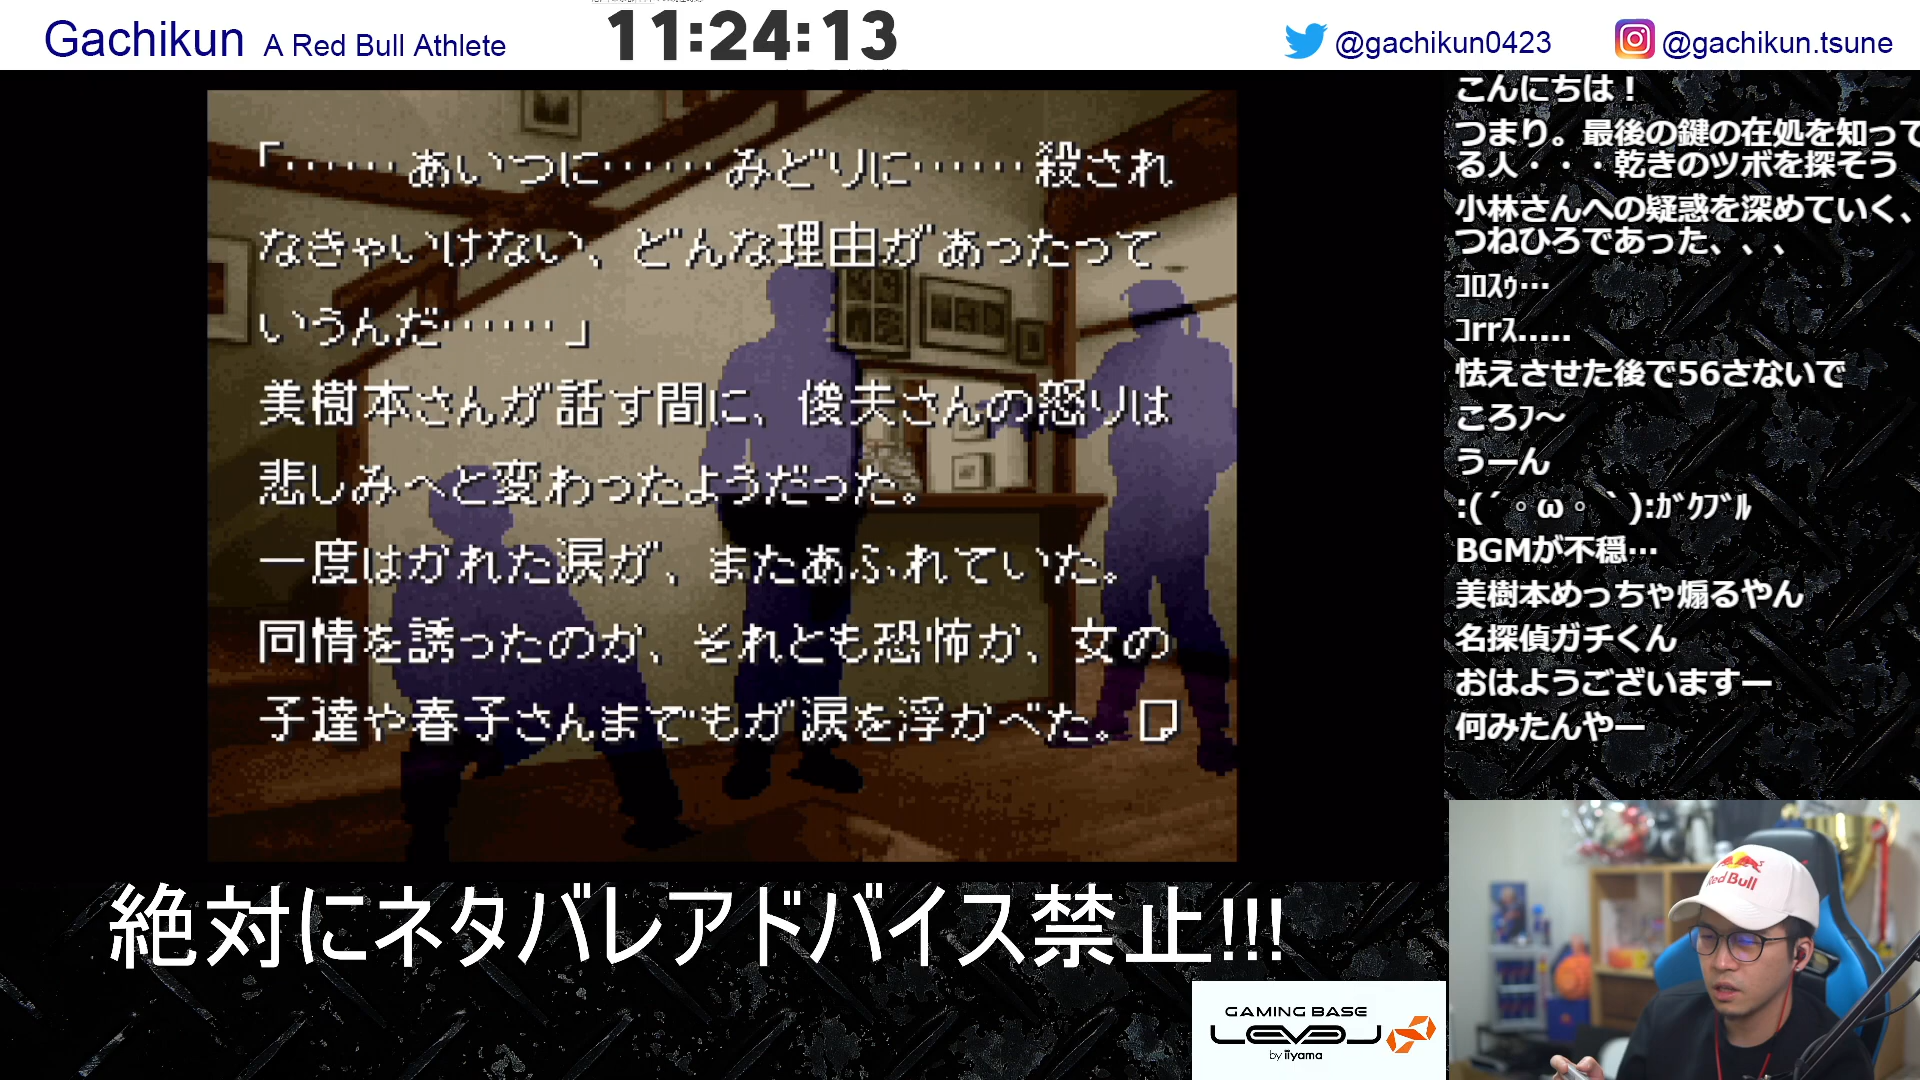 Gachikun A Red Bull Athlete
11:24:13
@gachikun0423
@gachikun.tsune
「……あいつに……みどりに……殺され
なきゃいけない、どんな理由があったって
いうんだ……」
美樹本さんが話す間に、俊夫さんの怒りは
悲しみへと変わったようだった。
一度はかれた涙が、またあふれていた。
同情を誘ったのか、それとも恐怖か、女の
子達や春子さんまでもが涙を浮かべた。
こんにちは！
つまり。最後の鍵の在処を知って
る人・・・乾きのツボを探そう
小林さんへの疑惑を深めていく、
つねひろであった、、、
ｺﾛｽｩ…
ｺrrｽ.....
怯えさせた後で56さないで
ころﾌ～
うーん
:(´◦ω◦｀):ｶﾞｸﾌﾞﾙ
BGMが不穏…
美樹本めっちゃ煽るやん
名探偵ガチくん
おはようございますー
何みたんやー
絶対にネタバレアドバイス禁止!!!
Red Bull
GAMING BASE
LEVEL
by iiyama